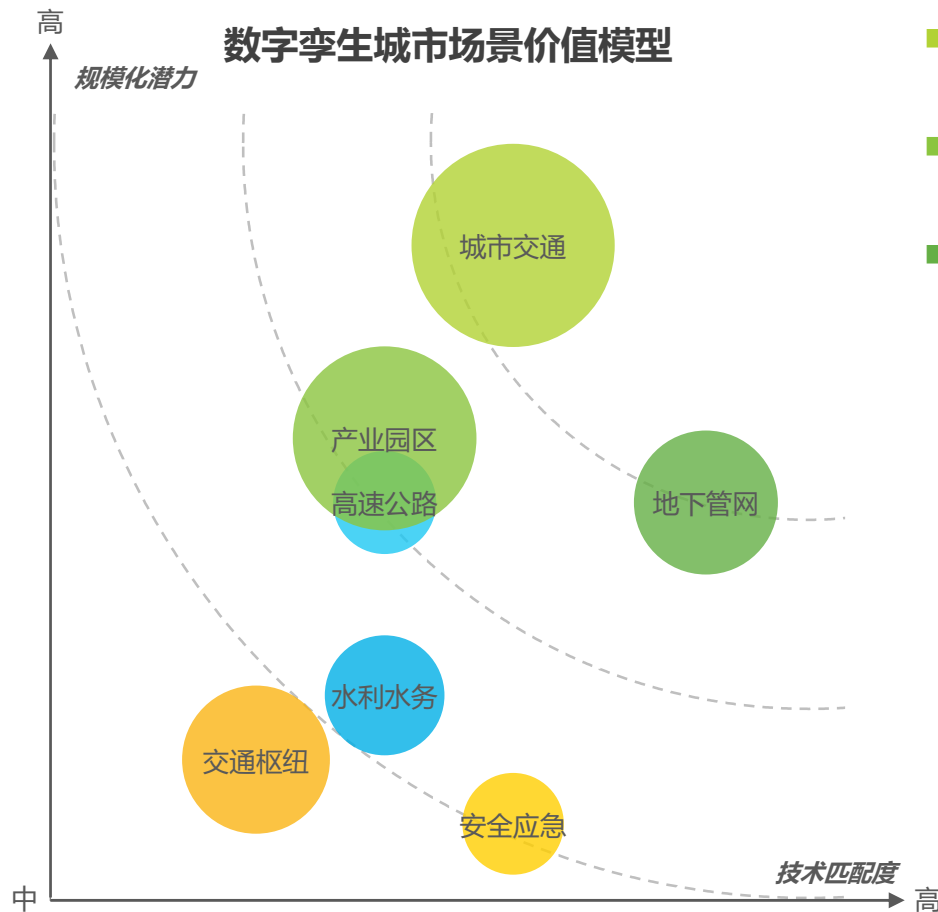 高
数字孪生城市场景价值模型
规模化潜力
城市交通
产业园区
高速公路
地下管网
水利水务
交通枢纽
安全应急
技术匹配度
中
高